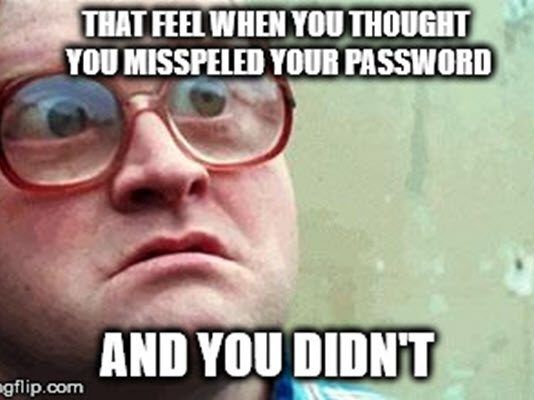 THAT FEEL WHEN YOU THOUGHT
YOU MISSPELED YOUR PASSWORD
AND YOU DIDN'T
gflip.com